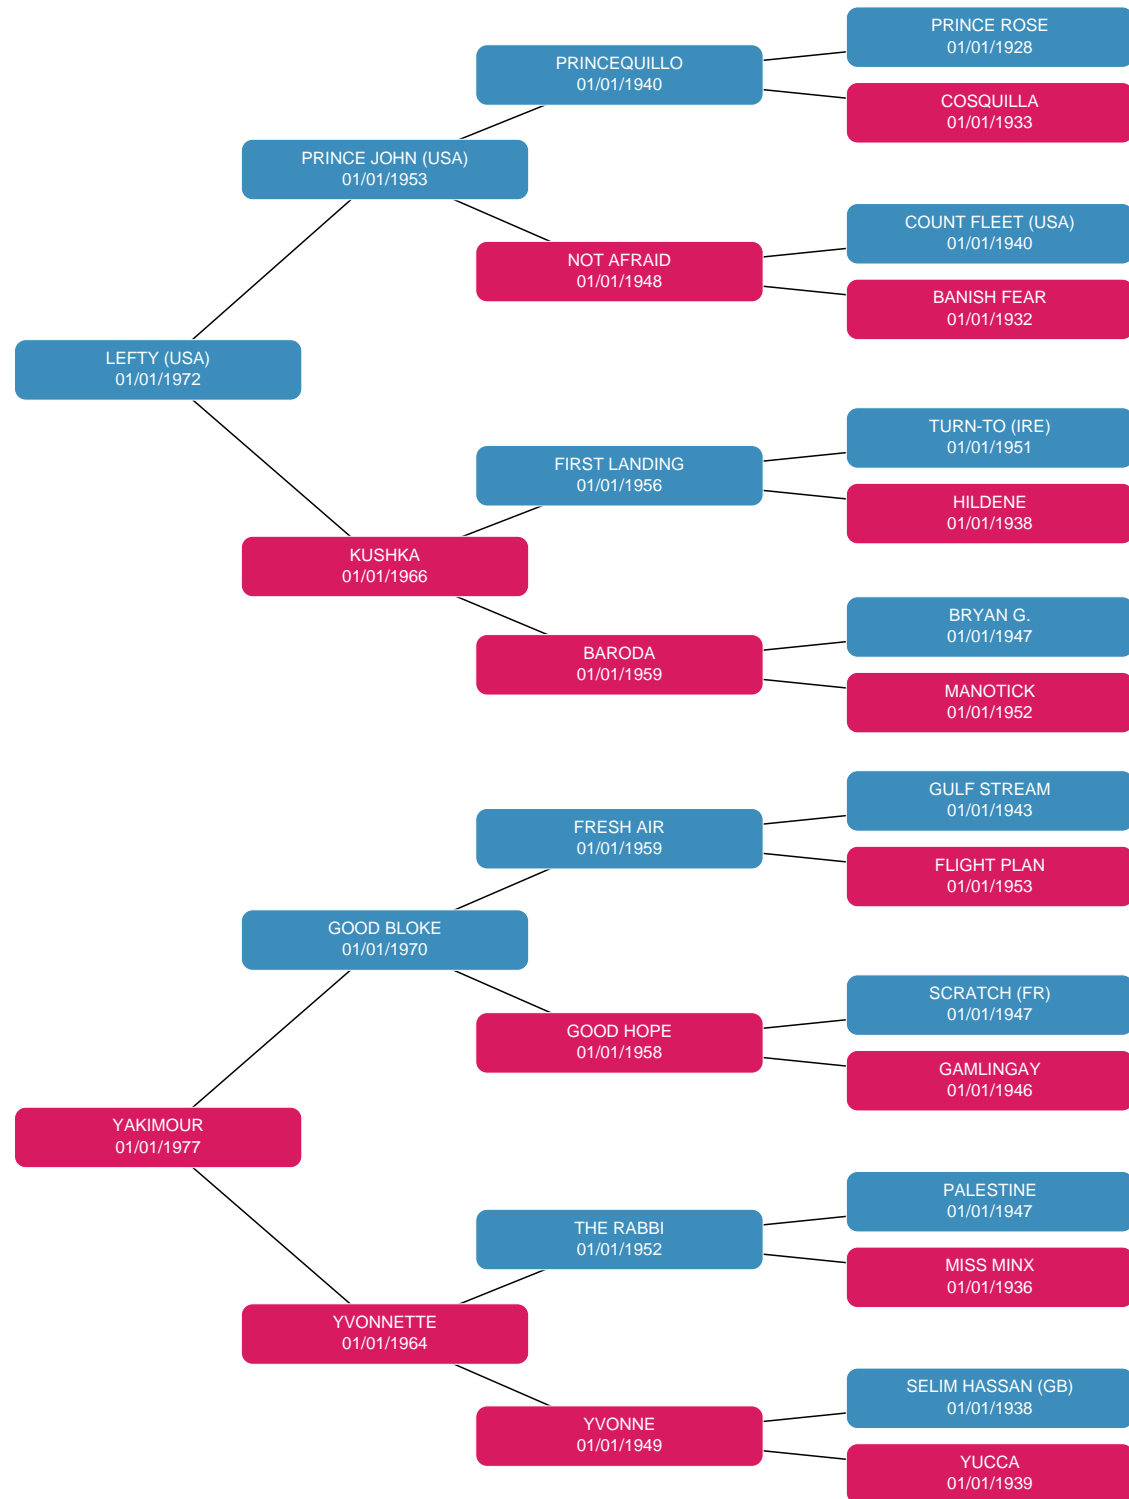 PRINCE ROSE
01/01/1928
PRINCEQUILLO
01/01/1940
COSQUILLA
01/01/1933
PRINCE JOHN (USA)
01/01/1953
COUNT FLEET (USA)
01/01/1940
NOT AFRAID
01/01/1948
BANISH FEAR
01/01/1932
LEFTY (USA)
01/01/1972
TURN-TO (IRE)
01/01/1951
FIRST LANDING
01/01/1956
HILDENE
01/01/1938
KUSHKA
01/01/1966
BRYAN G.
01/01/1947
BARODA
01/01/1959
MANOTICK
01/01/1952
GULF STREAM
01/01/1943
FRESH AIR
01/01/1959
FLIGHT PLAN
01/01/1953
GOOD BLOKE
01/01/1970
SCRATCH (FR)
01/01/1947
GOOD HOPE
01/01/1958
GAMLINGAY
01/01/1946
YAKIMOUR
01/01/1977
PALESTINE
01/01/1947
THE RABBI
01/01/1952
MISS MINX
01/01/1936
YVONNETTE
01/01/1964
SELIM HASSAN (GB)
01/01/1938
YVONNE
01/01/1949
YUCCA
01/01/1939